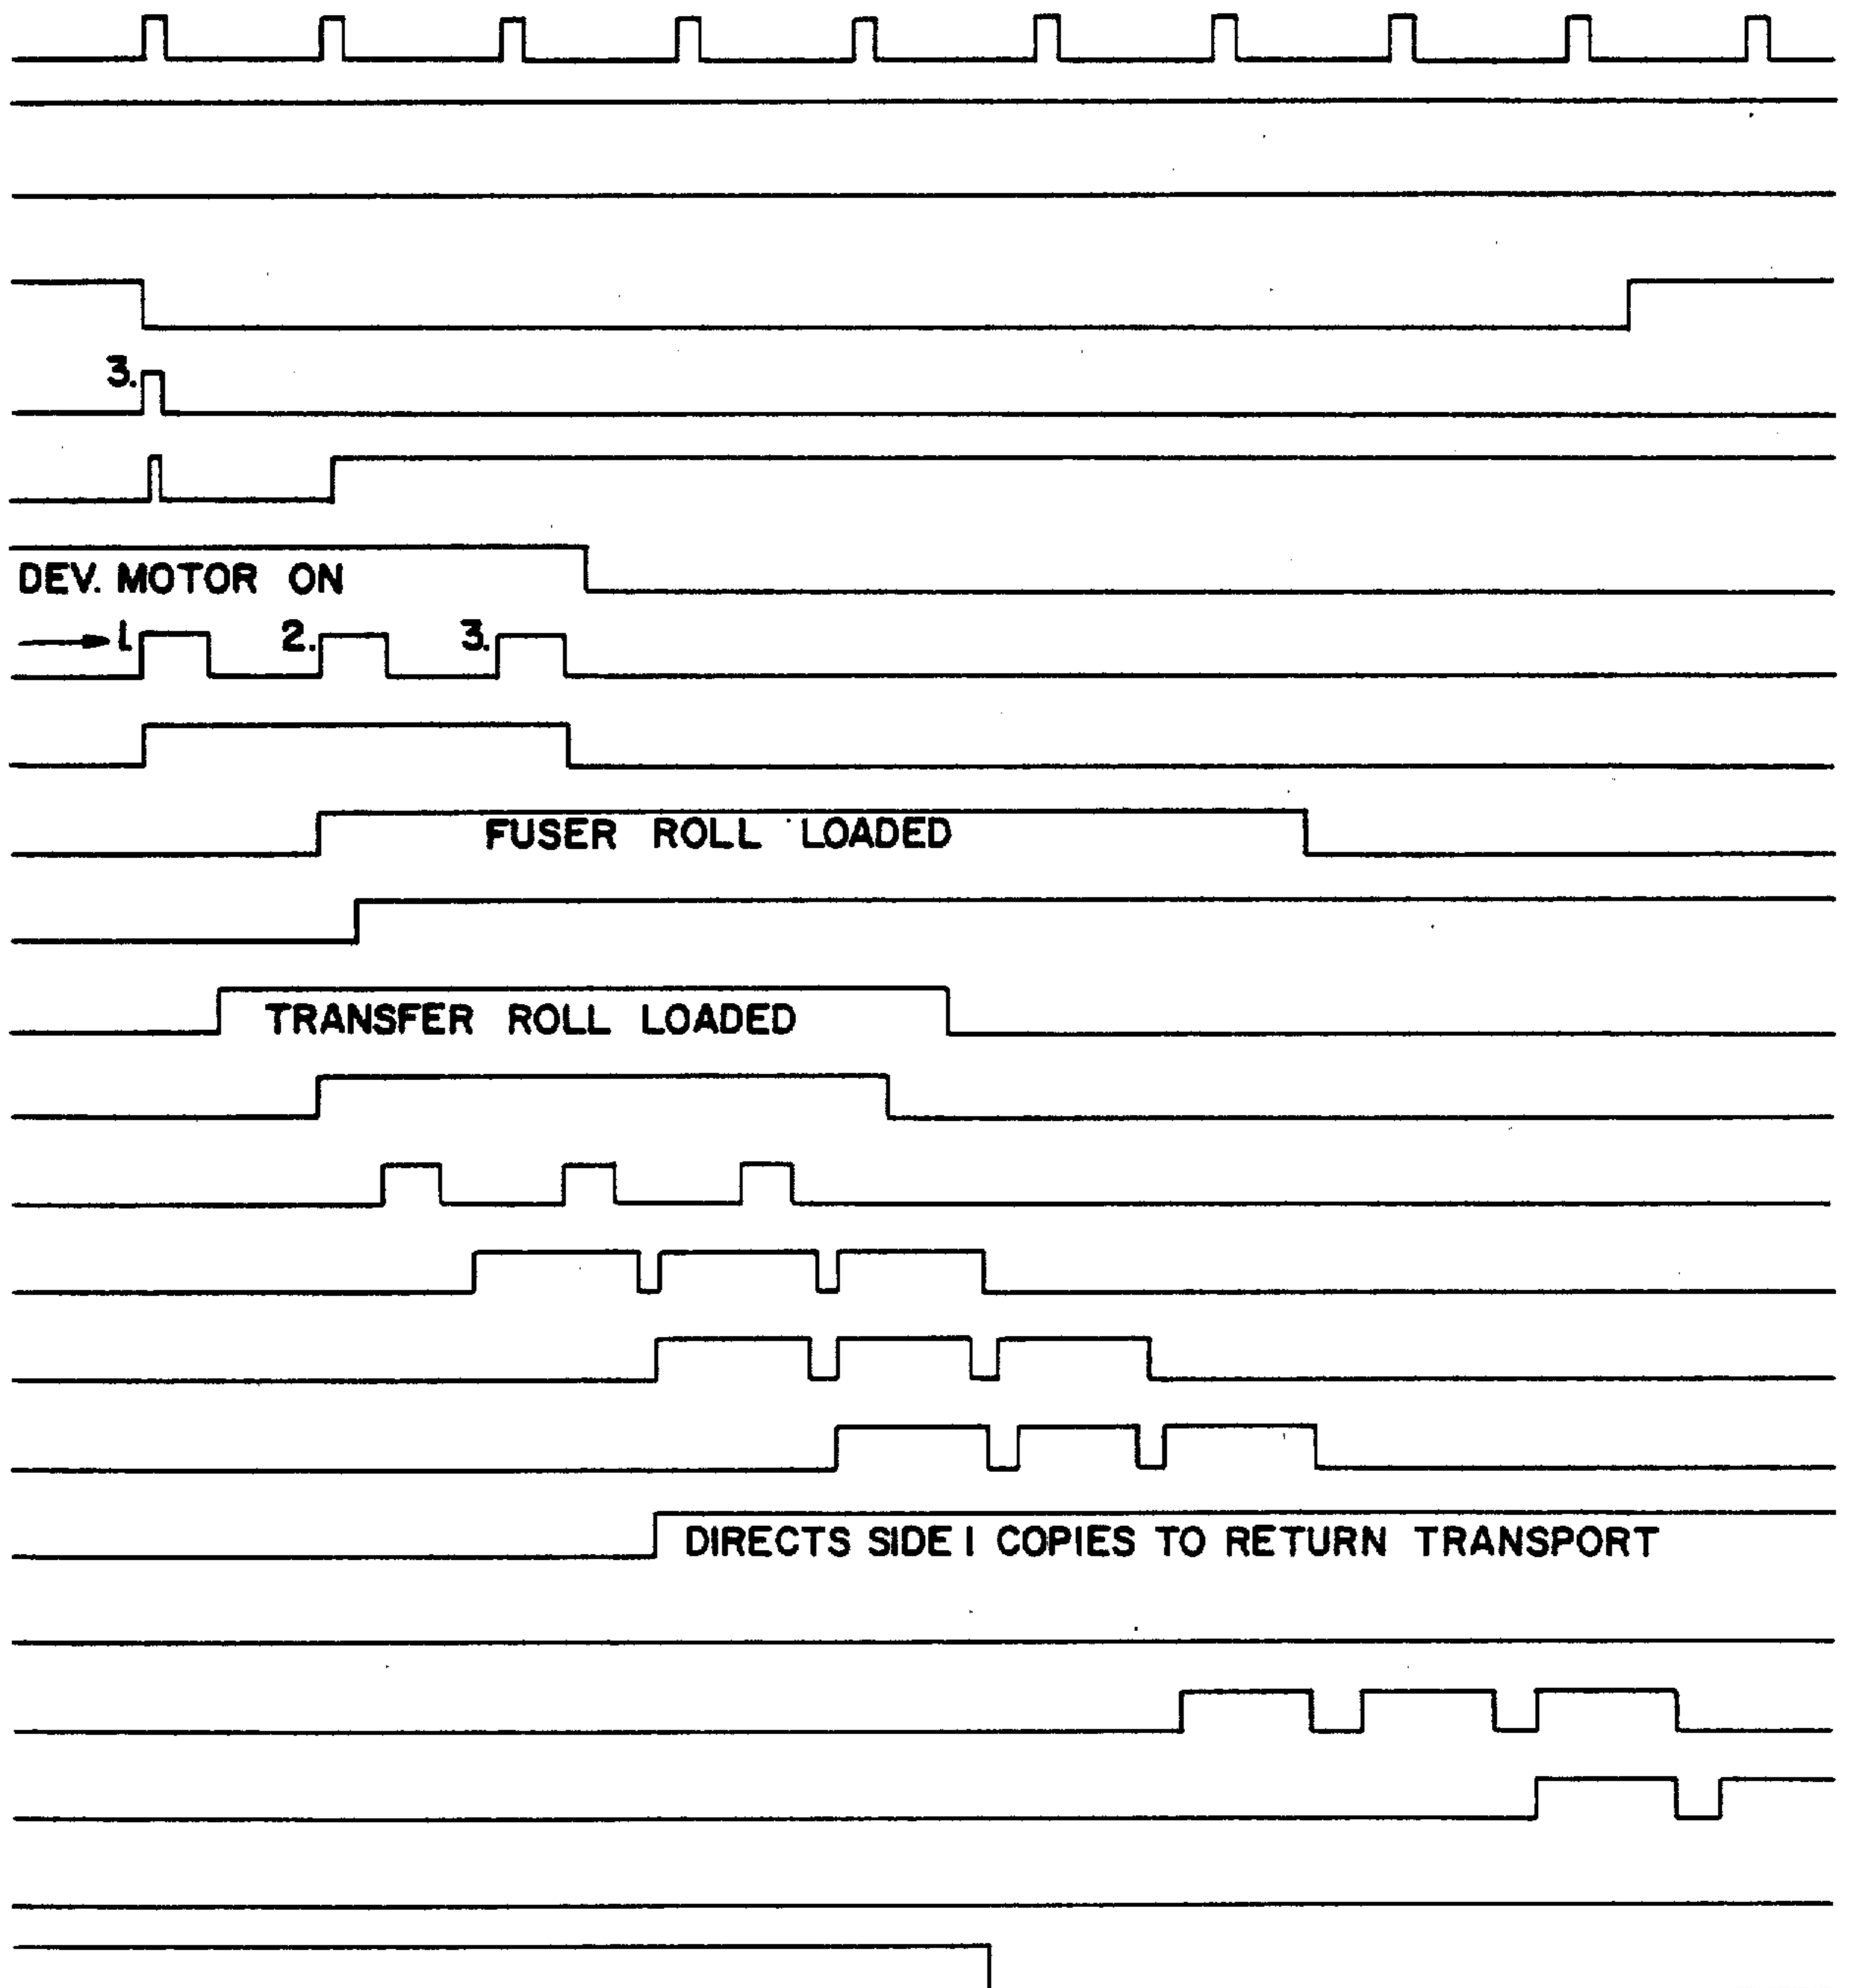 3.
DEV. MOTOR ON
1. 2. 3.
FUSER ROLL LOADED
TRANSFER ROLL LOADED
DIRECTS SIDE 1 COPIES TO RETURN TRANSPORT